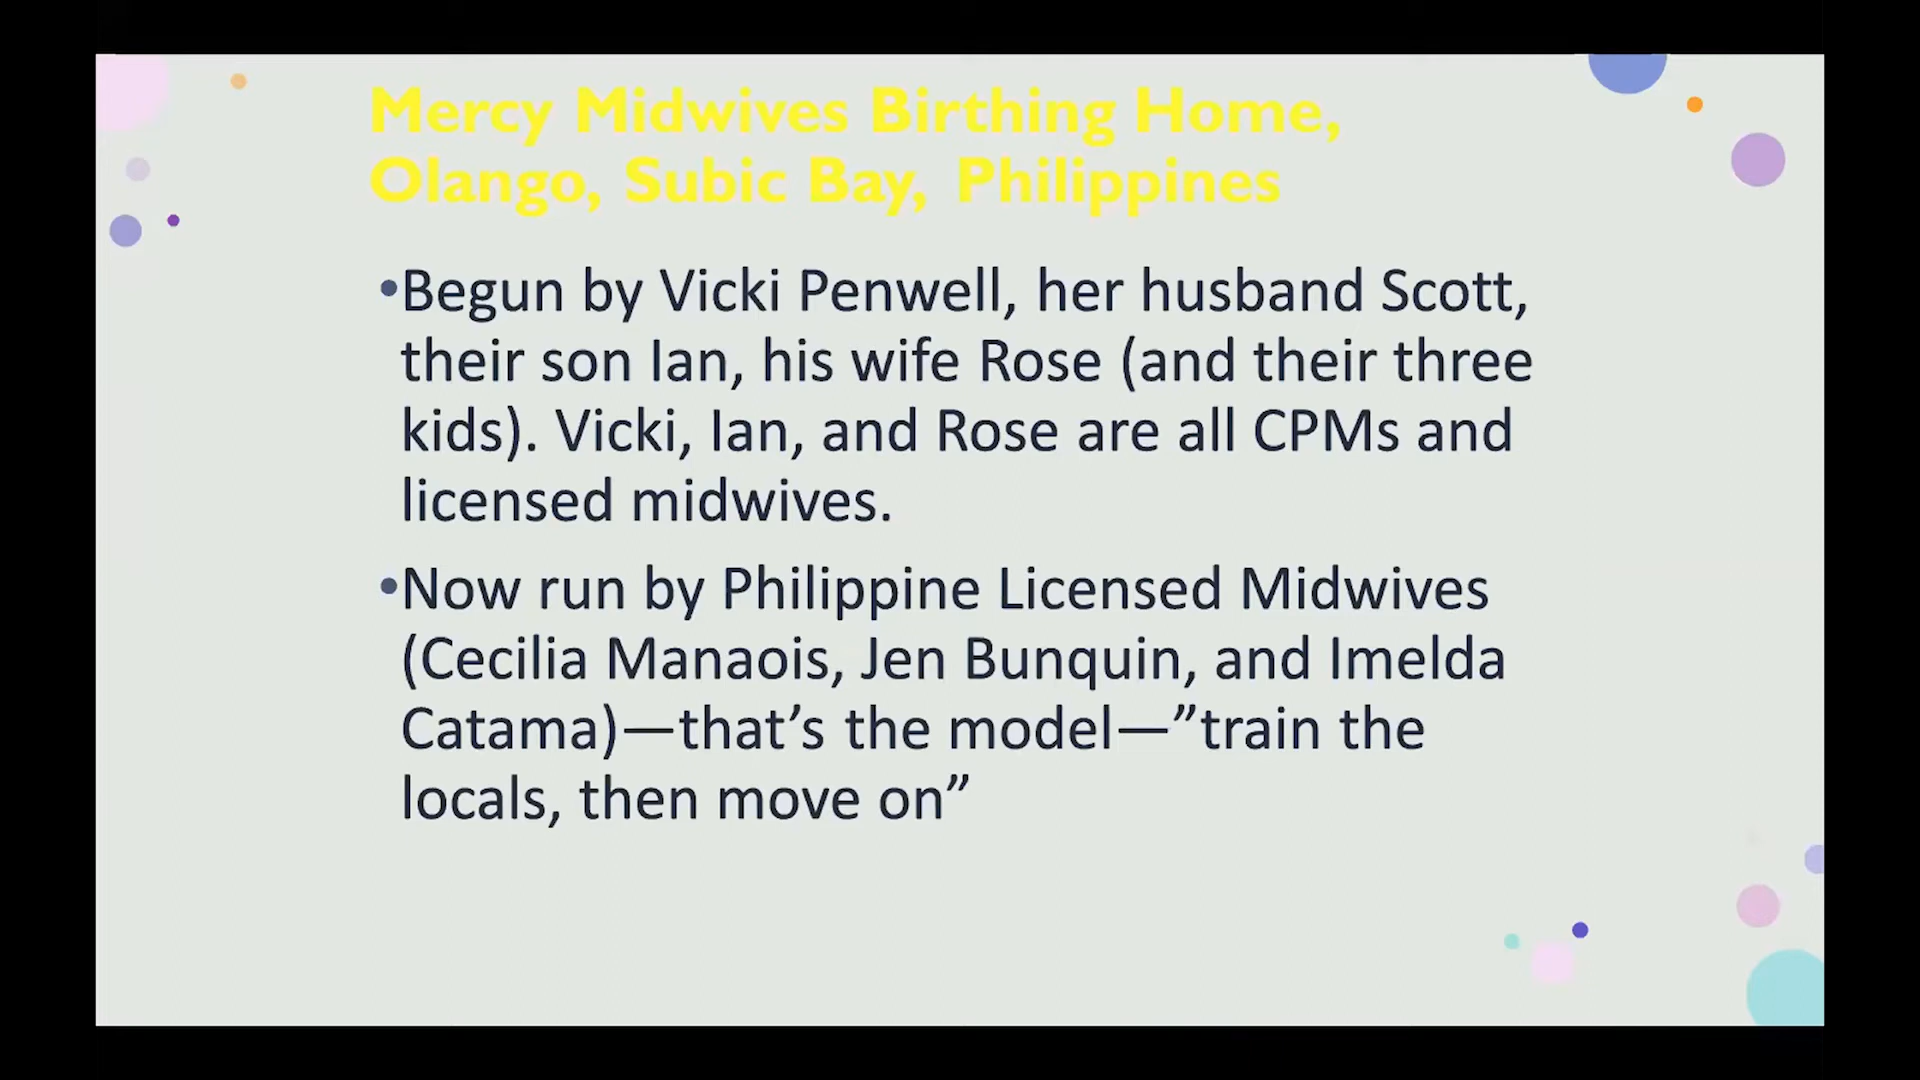 Mercy Midwives Birthing Home,
Olango, Subic Bay, Philippines
•Begun by Vicki Penwell, her husband Scott,
their son Ian, his wife Rose (and their three
kids). Vicki, Ian, and Rose are all CPMs and
licensed midwives.
•Now run by Philippine Licensed Midwives
(Cecilia Manaois, Jen Bunquin, and Imelda
Catama)—that’s the model—”train the
locals, then move on”